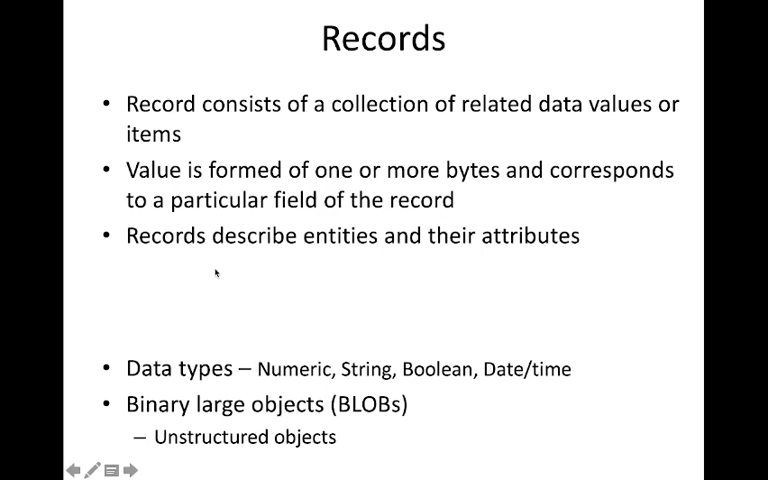 Records
• Record consists of a collection of related data values or
items
• Value is formed of one or more bytes and corresponds
to a particular field of the record
• Records describe entities and their attributes
• Data types – Numeric, String, Boolean, Date/time
• Binary large objects (BLOBs)
– Unstructured objects